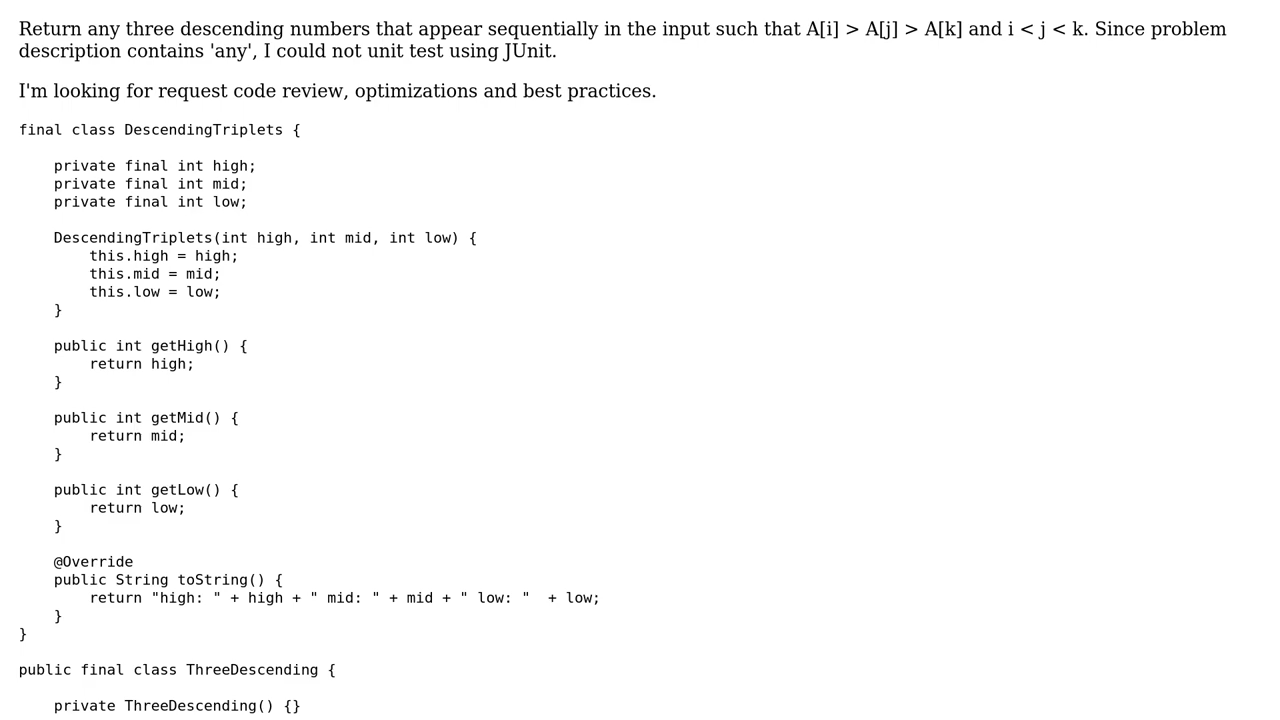 Return any three descending numbers that appear sequentially in the input such that A[i] > A[j] > A[k] and i < j < k. Since problem
description contains 'any', I could not unit test using JUnit.
I'm looking for request code review, optimizations and best practices.
final class DescendingTriplets {
    private final int high;
    private final int mid;
    private final int low;
    DescendingTriplets(int high, int mid, int low) {
        this.high = high;
        this.mid = mid;
        this.low = low;
    }
    public int getHigh() {
        return high;
    }
    public int getMid() {
        return mid;
    }
    public int getLow() {
        return low;
    }
    @Override
    public String toString() {
        return "high: " + high + " mid: " + mid + " low: "  + low;
    }
}
public final class ThreeDescending {
    private ThreeDescending() {}